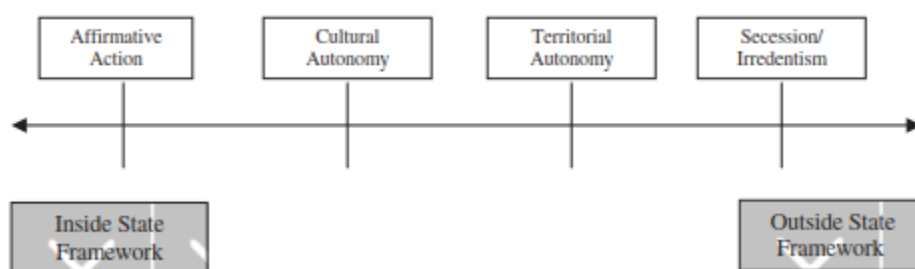 Affirmative
Action
Cultural
Autonomy
Territorial
Autonomy
Secession/
Irredentism
Inside State
Framework
Outside State
Framework